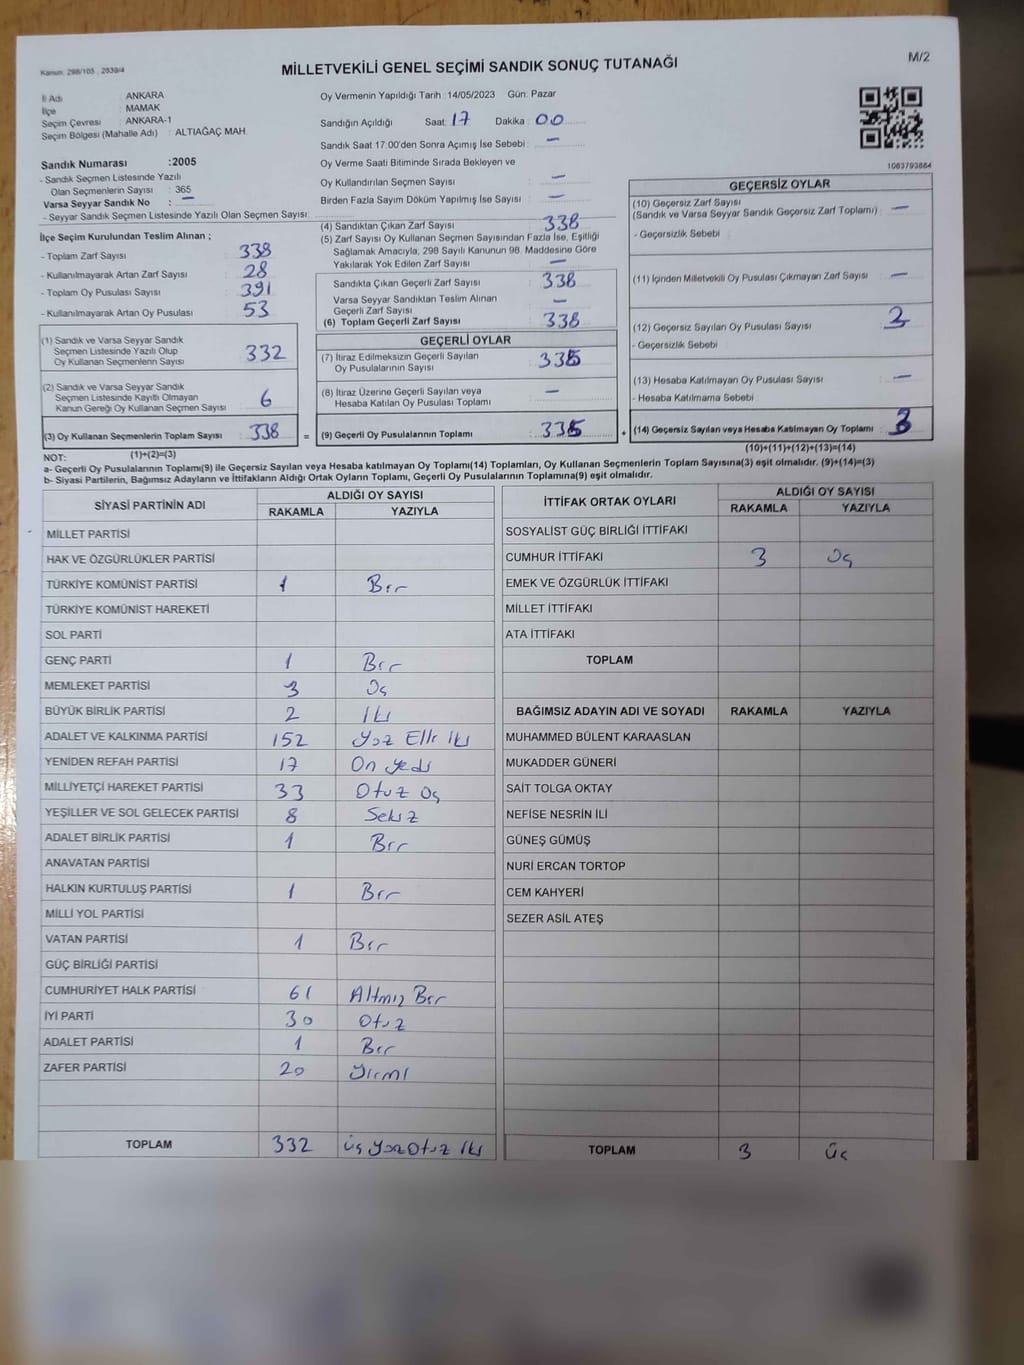 Kanun: 298/105 , 2839/4
MİLLETVEKİLİ GENEL SEÇİMİ SANDIK SONUÇ TUTANAĞI
M/2
İl Adı : ANKARA
İlçe : MAMAK
Seçim Çevresi : ANKARA-1
Seçim Bölgesi (Mahalle Adı) : ALTIAĞAÇ MAH.
Sandık Numarası :2005
- Sandık Seçmen Listesinde Yazılı
Olan Seçmenlerin Sayısı : 365
Varsa Seyyar Sandık No : —
- Seyyar Sandık Seçmen Listesinde Yazılı Olan Seçmen Sayısı:
Oy Vermenin Yapıldığı Tarih : 14/05/2023 Gün: Pazar
Sandığın Açıldığı Saat: 17 Dakika : 00
Sandık Saat 17:00'den Sonra Açımış İse Sebebi : —
Oy Verme Saati Bitiminde Sırada Bekleyen ve
Oy Kullandırılan Seçmen Sayısı : —
Birden Fazla Sayım Döküm Yapılmış İse Sayısı : —
1083793884
İlçe Seçim Kurulundan Teslim Alınan ;
- Toplam Zarf Sayısı : 338
- Kullanılmayarak Artan Zarf Sayısı : 28
- Toplam Oy Pusulası Sayısı : 391
- Kullanılmayarak Artan Oy Pusulası : 53
(4) Sandıktan Çıkan Zarf Sayısı : 338
(5) Zarf Sayısı Oy Kullanan Seçmen Sayısından Fazla İse, Eşitliği
Sağlamak Amacıyla, 298 Sayılı Kanunun 98. Maddesine Göre
Yakılarak Yok Edilen Zarf Sayısı : —
Sandıkta Çıkan Geçerli Zarf Sayısı : 338
Varsa Seyyar Sandıktan Teslim Alınan
Geçerli Zarf Sayısı : —
(6) Toplam Geçerli Zarf Sayısı : 338
GEÇERSİZ OYLAR
(10) Geçersiz Zarf Sayısı
(Sandık ve Varsa Seyyar Sandık Geçersiz Zarf Toplamı) : —
- Geçersizlik Sebebi :
(11) İçinden Milletvekili Oy Pusulası Çıkmayan Zarf Sayısı : —
(12) Geçersiz Sayılan Oy Pusulası Sayısı : 3
- Geçersizlik Sebebi :
(13) Hesaba Katılmayan Oy Pusulası Sayısı : —
- Hesaba Katılmama Sebebi :
(14) Geçersiz Sayılan veya Hesaba Katılmayan Oy Toplamı : 3
(10)+(11)+(12)+(13)=(14)
(1) Sandık ve Varsa Seyyar Sandık
Seçmen Listesinde Yazılı Olup
Oy Kullanan Seçmenlerin Sayısı : 332
(2) Sandık ve Varsa Seyyar Sandık
Seçmen Listesinde Kayıtlı Olmayan
Kanun Gereği Oy Kullanan Seçmen Sayısı : 6
(3) Oy Kullanan Seçmenlerin Toplam Sayısı : 338 =
(1)+(2)=(3)
GEÇERLİ OYLAR
(7) İtiraz Edilmeksizin Geçerli Sayılan
Oy Pusulalarının Sayısı : 335
(8) İtiraz Üzerine Geçerli Sayılan veya
Hesaba Katılan Oy Pusulası Toplamı : —
(9) Geçerli Oy Pusulalarının Toplamı : 335 +
NOT:
a- Geçerli Oy Pusulalarının Toplamı(9) ile Geçersiz Sayılan veya Hesaba katılmayan Oy Toplamı(14) Toplamları, Oy Kullanan Seçmenlerin Toplam Sayısına(3) eşit olmalıdır. (9)+(14)=(3)
b- Siyasi Partilerin, Bağımsız Adayların ve İttifakların Aldığı Ortak Oyların Toplamı, Geçerli Oy Pusulalarının Toplamına(9) eşit olmalıdır.
SİYASİ PARTİNİN ADI ALDIĞI OY SAYISI
RAKAMLA YAZIYLA
MİLLET PARTİSİ
HAK VE ÖZGÜRLÜKLER PARTİSİ
TÜRKİYE KOMÜNİST PARTİSİ 1 Bir
TÜRKİYE KOMÜNİST HAREKETİ
SOL PARTİ
GENÇ PARTİ 1 Bir
MEMLEKET PARTİSİ 3 Üç
BÜYÜK BİRLİK PARTİSİ 2 İki
ADALET VE KALKINMA PARTİSİ 152 Yüz Elli iki
YENİDEN REFAH PARTİSİ 17 On yedi
MİLLİYETÇİ HAREKET PARTİSİ 33 Otuz üç
YEŞİLLER VE SOL GELECEK PARTİSİ 8 Sekiz
ADALET BİRLİK PARTİSİ 1 Bir
ANAVATAN PARTİSİ
HALKIN KURTULUŞ PARTİSİ 1 Bir
MİLLİ YOL PARTİSİ
VATAN PARTİSİ 1 Bir
GÜÇ BİRLİĞİ PARTİSİ
CUMHURİYET HALK PARTİSİ 61 Altmış Bir
İYİ PARTİ 30 Otuz
ADALET PARTİSİ 1 Bir
ZAFER PARTİSİ 20 Yirmi
TOPLAM 332 üç yüz Otuz iki
İTTİFAK ORTAK OYLARI ALDIĞI OY SAYISI
RAKAMLA YAZIYLA
SOSYALİST GÜÇ BİRLİĞİ İTTİFAKI
CUMHUR İTTİFAKI 3 Üç
EMEK VE ÖZGÜRLÜK İTTİFAKI
MİLLET İTTİFAKI
ATA İTTİFAKI
TOPLAM
BAĞIMSIZ ADAYIN ADI VE SOYADI RAKAMLA YAZIYLA
MUHAMMED BÜLENT KARAASLAN
MUKADDER GÜNERİ
SAİT TOLGA OKTAY
NEFİSE NESRİN İLİ
GÜNEŞ GÜMÜŞ
NURİ ERCAN TORTOP
CEM KAHYERİ
SEZER ASİL ATEŞ
TOPLAM 3 üç